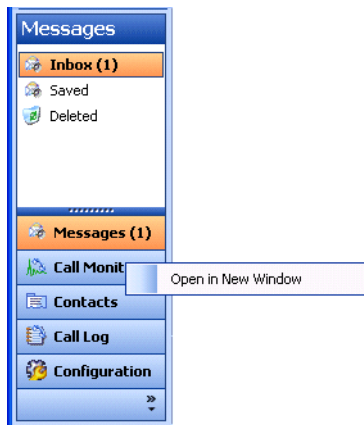 Messages
Inbox (1)
Saved
Deleted
Messages (1)
Call Monit
Open in New Window
Contacts
Call Log
Configuration